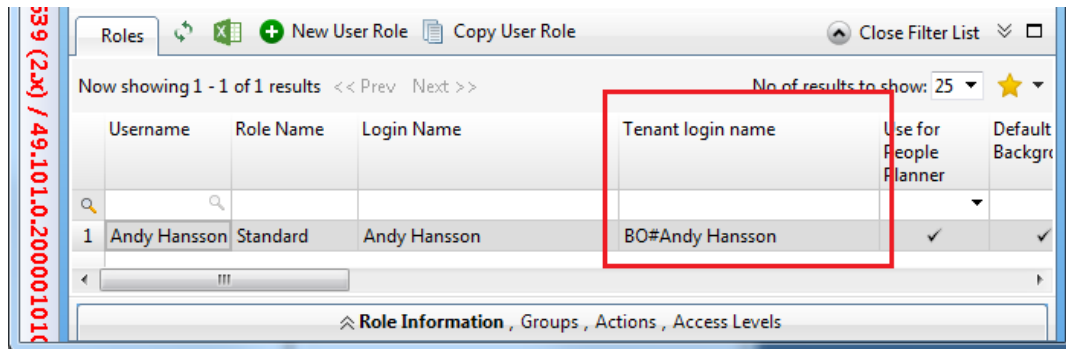 639 (2.x) / 49.101.0.200001010
Roles New User Role Copy User Role Close Filter List
Now showing 1 - 1 of 1 results << Prev Next >> No of results to show: 25
Username Role Name Login Name Tenant login name Use for People Planner Default Backgro
1 Andy Hansson Standard Andy Hansson BO#Andy Hansson
Role Information , Groups , Actions , Access Levels